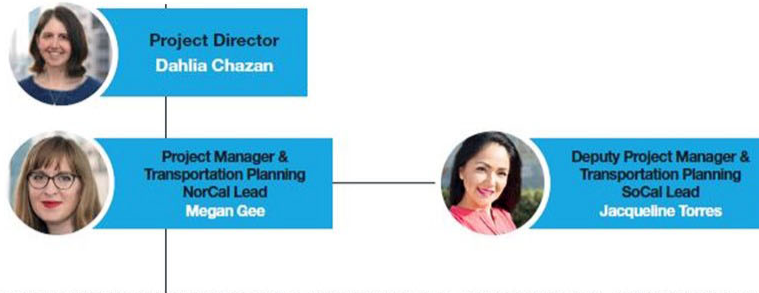 Project Director
Dahlia Chazan
Project Manager &
Transportation Planning
NorCal Lead
Megan Gee
Deputy Project Manager &
Transportation Planning
SoCal Lead
Jacqueline Torres